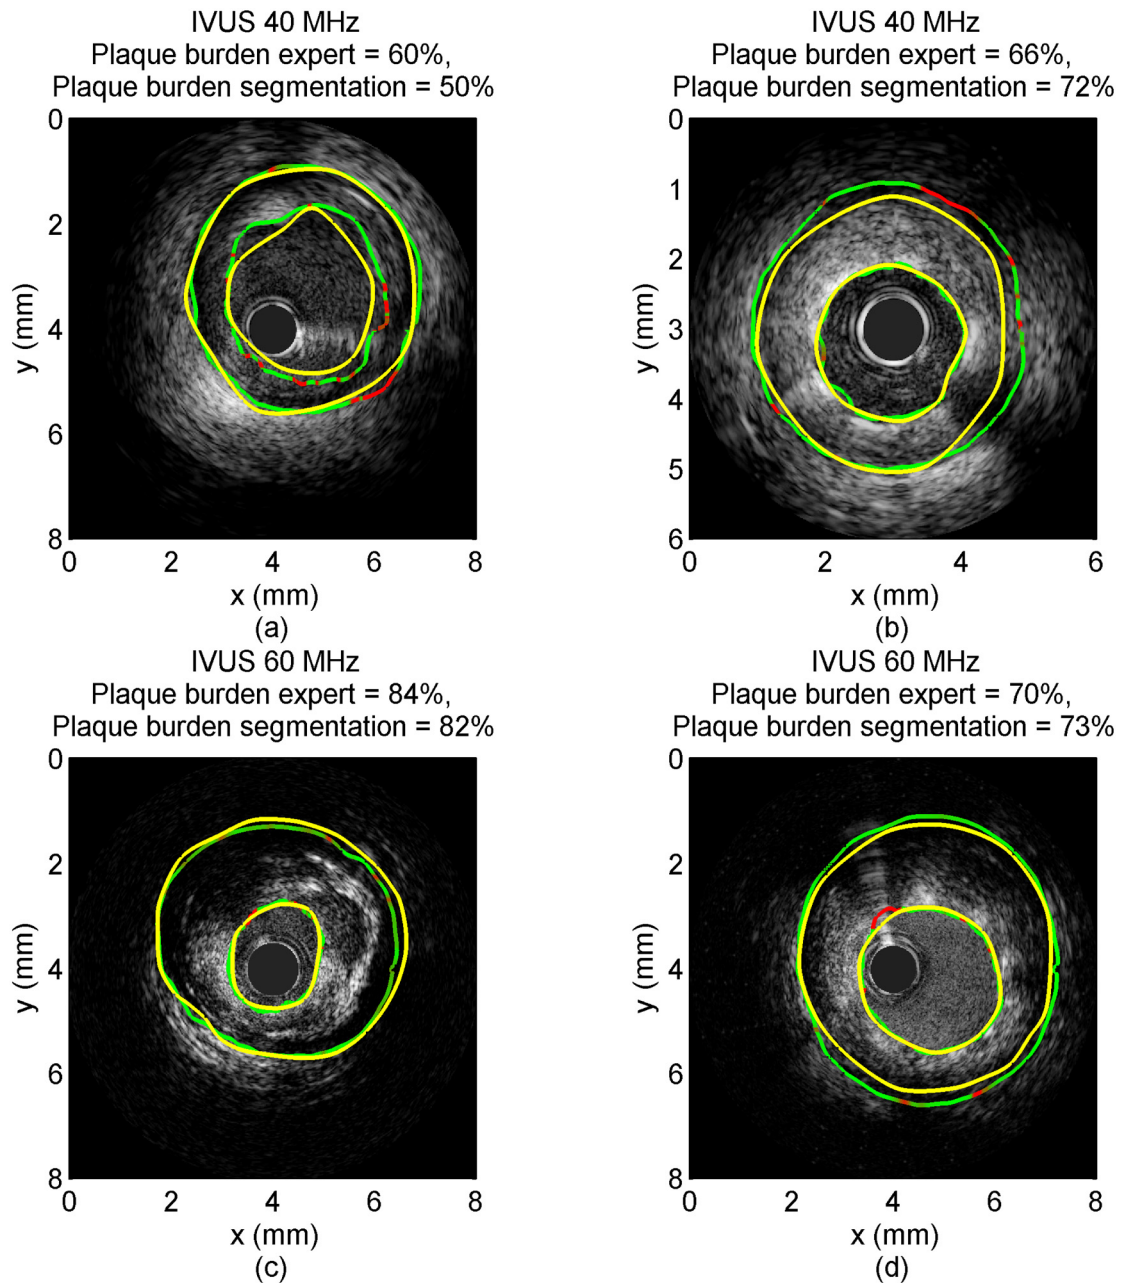 IVUS 40 MHz
Plaque burden expert = 60%,
Plaque burden segmentation = 50%
0
2
4
6
8
y (mm)
0 2 4 6 8
x (mm)
(a)
IVUS 40 MHz
Plaque burden expert = 66%,
Plaque burden segmentation = 72%
0
1
2
3
4
5
6
y (mm)
2 4 6
x (mm)
(b)
IVUS 60 MHz
Plaque burden expert = 84%,
Plaque burden segmentation = 82%
0
2
4
6
8
y (mm)
0 2 4 6 8
x (mm)
(c)
IVUS 60 MHz
Plaque burden expert = 70%,
Plaque burden segmentation = 73%
0
2
4
6
8
y (mm)
0 2 4 6 8
x (mm)
(d)